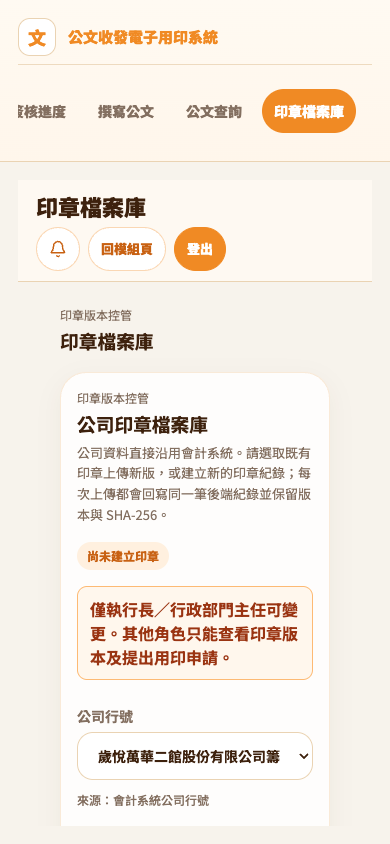 文
公文收發電子用印系統
簽核進度
撰寫公文
公文查詢
印章檔案庫
印章檔案庫
回模組頁
登出
印章版本控管
印章檔案庫
印章版本控管
公司印章檔案庫
公司資料直接沿用會計系統。請選取既有
印章上傳新版，或建立新的印章紀錄；每
次上傳都會回寫同一筆後端紀錄並保留版
本與 SHA-256。
尚未建立印章
僅執行長／行政部門主任可變
更。其他角色只能查看印章版
本及提出用印申請。
公司行號
歲悅萬華二館股份有限公司籌
來源：會計系統公司行號